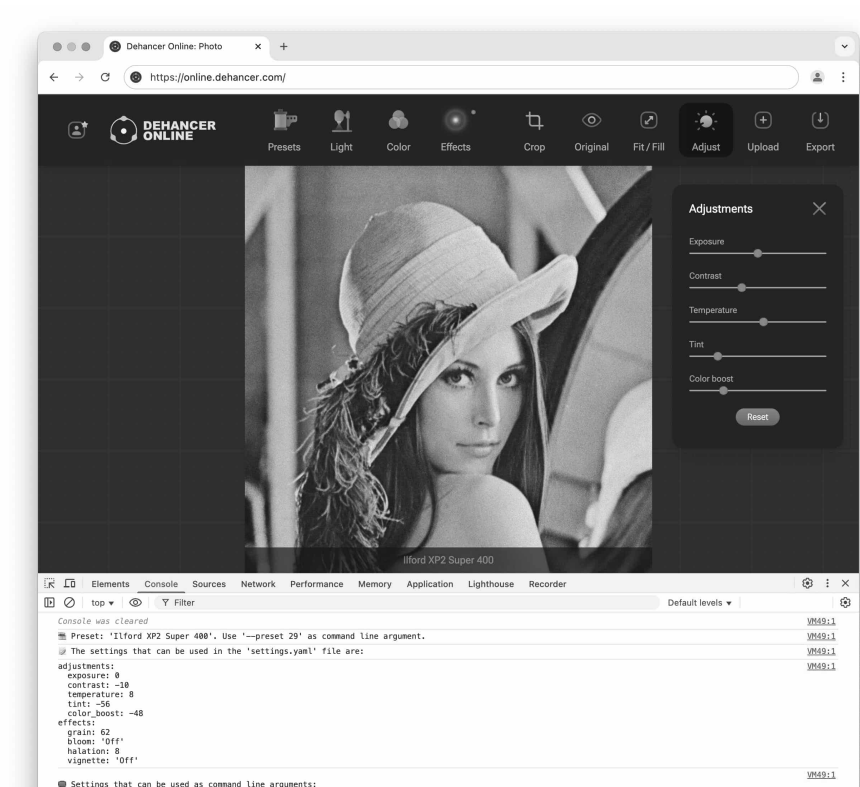 Dehancer Online: Photo
https://online.dehancer.com/
DEHANCER
ONLINE
Presets
Light
Color
Effects
Crop
Original
Fit / Fill
Adjust
Upload
Export
Adjustments
Exposure
Contrast
Temperature
Tint
Color boost
Reset
Ilford XP2 Super 400
Elements Console Sources Network Performance Memory Application Lighthouse Recorder
top Filter Default levels
Console was cleared VM49:1
Preset: 'Ilford XP2 Super 400'. Use '--preset 29' as command line argument. VM49:1
The settings that can be used in the 'settings.yaml' file are: VM49:1
adjustments: VM49:1
exposure: 0
contrast: -10
temperature: 8
tint: -56
color_boost: -48
effects:
grain: 62
bloom: 'Off'
halation: 8
vignette: 'Off'
VM49:1
Settings that can be used as command line arguments: